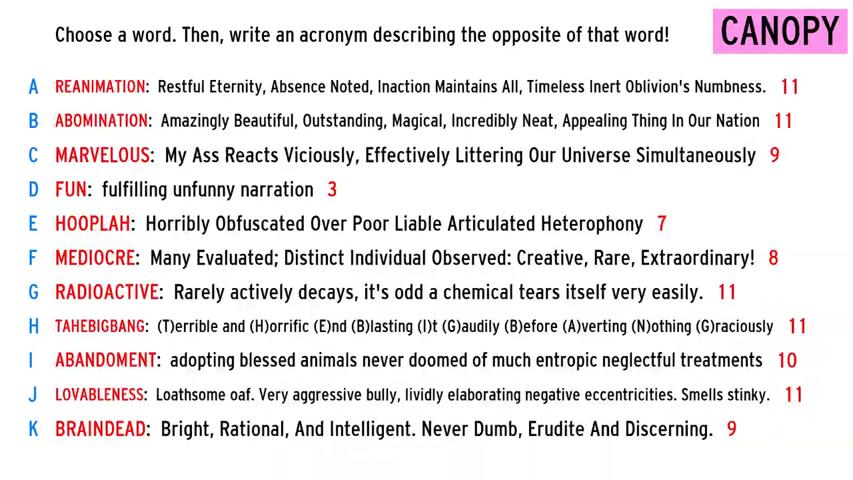 Choose a word. Then, write an acronym describing the opposite of that word!
CANOPY
A REANIMATION: Restful Eternity, Absence Noted, Inaction Maintains All, Timeless Inert Oblivion's Numbness. 11
B ABOMINATION: Amazingly Beautiful, Outstanding, Magical, Incredibly Neat, Appealing Thing In Our Nation 11
C MARVELOUS: My Ass Reacts Viciously, Effectively Littering Our Universe Simultaneously 9
D FUN: fulfilling unfunny narration 3
E HOOPLAH: Horribly Obfuscated Over Poor Liable Articulated Heterophony 7
F MEDIOCRE: Many Evaluated; Distinct Individual Observed: Creative, Rare, Extraordinary! 8
G RADIOACTIVE: Rarely actively decays, it's odd a chemical tears itself very easily. 11
H TAHEBIGBANG: (T)errible and (H)orrific (E)nd (B)lasting (I)t (G)audily (B)efore (A)verting (N)othing (G)raciously 11
I ABANDOMENT: adopting blessed animals never doomed of much entropic neglectful treatments 10
J LOVABLENESS: Loathsome oaf. Very aggressive bully, lividly elaborating negative eccentricities. Smells stinky. 11
K BRAINDEAD: Bright, Rational, And Intelligent. Never Dumb, Erudite And Discerning. 9